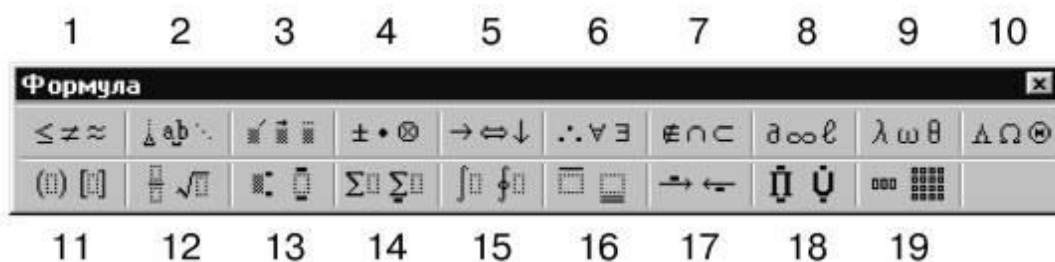 1 2 3 4 5 6 7 8 9 10
Формула
≤ ≠ ≈ ⋱ ± • ⊗ → ⇔ ↓ ∴ ∀ ∃ ∉ ∩ ⊂ ∂ ∞ ℓ λ ω θ Λ Ω Θ
11 12 13 14 15 16 17 18 19